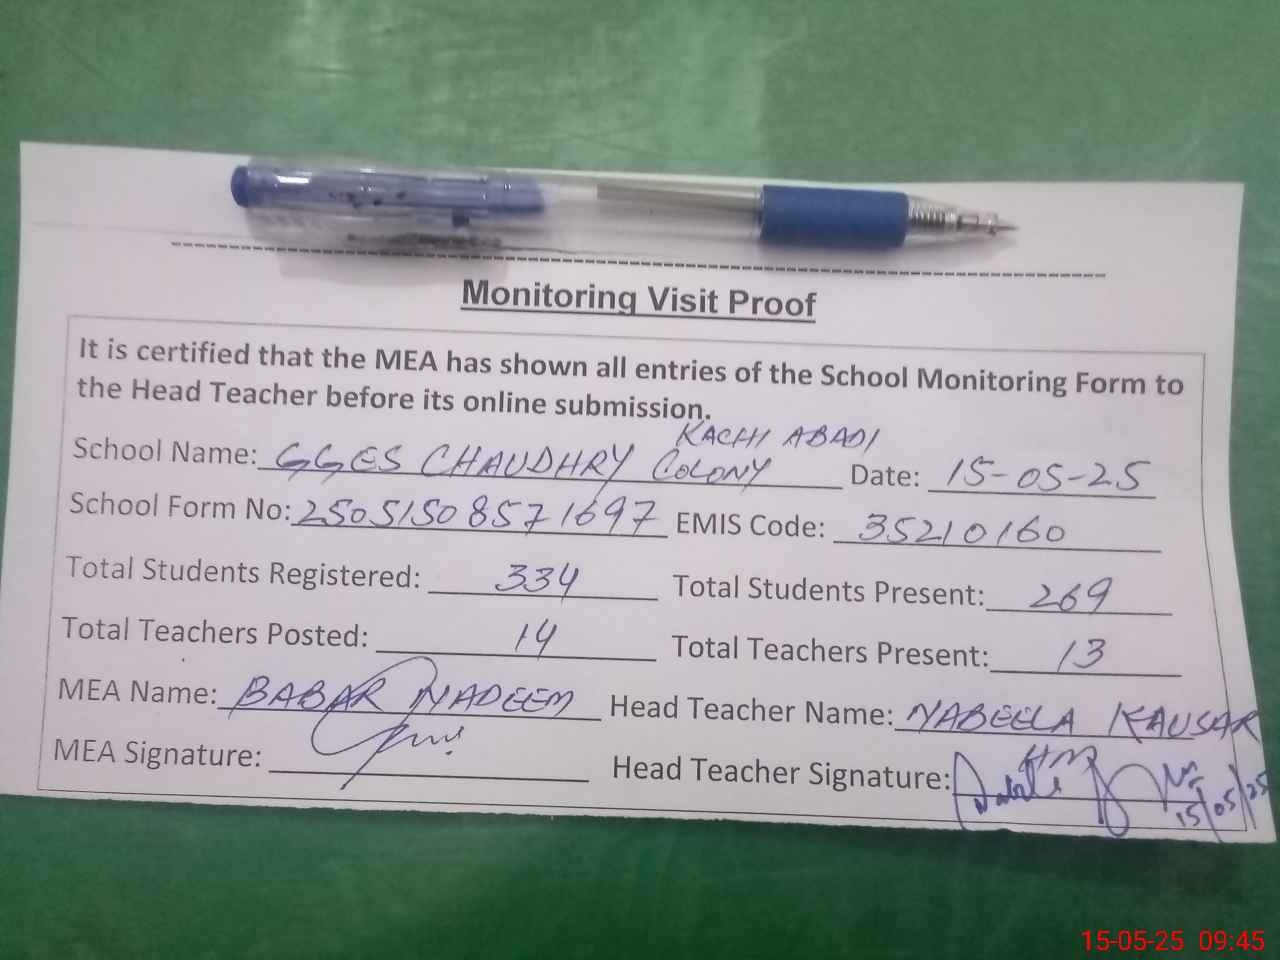 Monitoring Visit Proof
It is certified that the MEA has shown all entries of the School Monitoring Form to
the Head Teacher before its online submission.
KACHI ABADI
School Name: GGES CHAUDHRY COLONY Date: 15-05-25
School Form No: 25051508571697 EMIS Code: 35210160
Total Students Registered: 334 Total Students Present: 269
Total Teachers Posted: 14 Total Teachers Present: 13
MEA Name: BABAR NADEEM Head Teacher Name: NABEELA KAUSAR
MEA Signature: Head Teacher Signature:
15/05/25
15-05-25 09:45